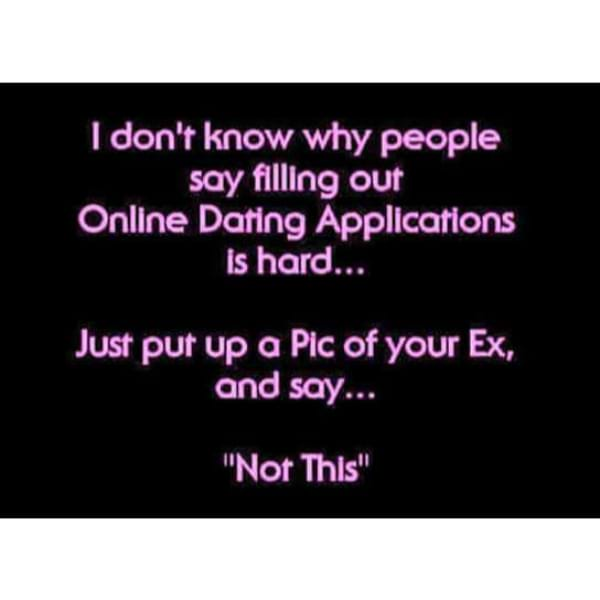 I don't know why people
say filling out
Online Dating Applications
is hard...
Just put up a Pic of your Ex,
and say...
"Not This"